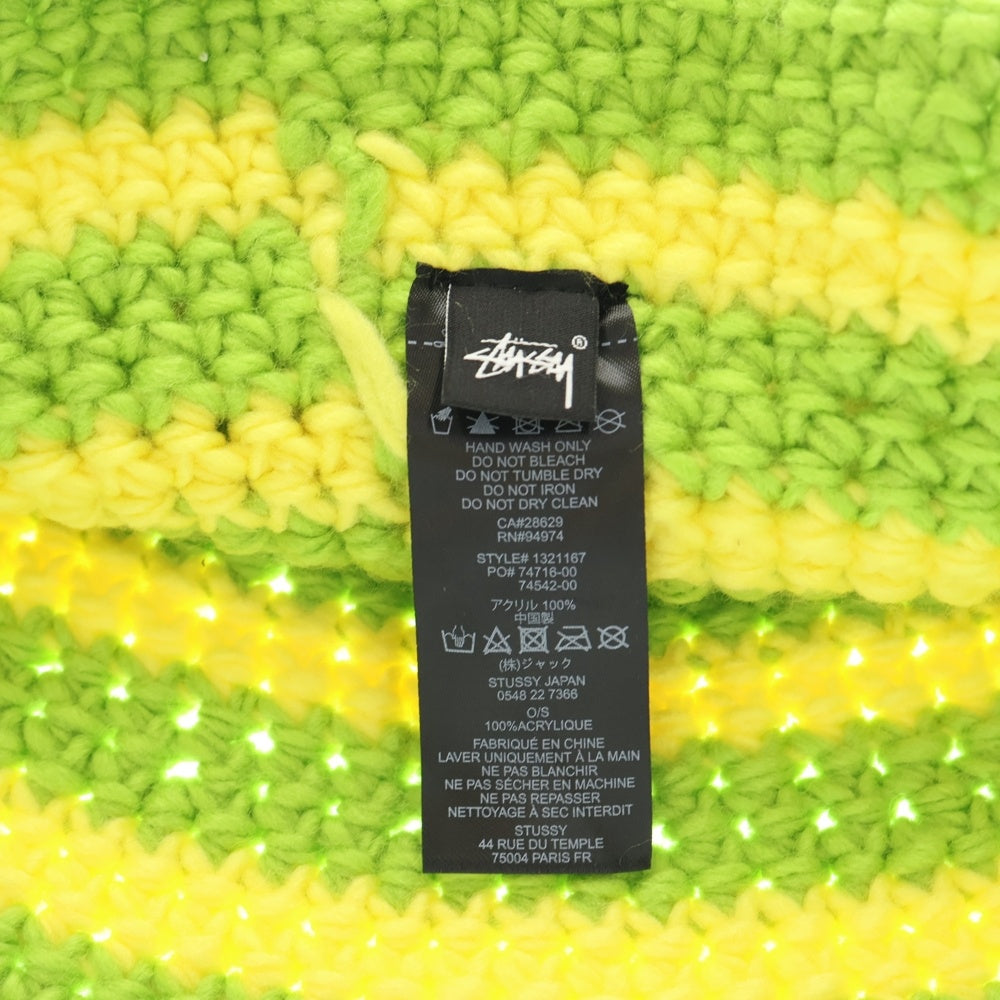 STÜSSY®
HAND WASH ONLY
DO NOT BLEACH
DO NOT TUMBLE DRY
DO NOT IRON
DO NOT DRY CLEAN
CA#28629
RN#94974
STYLE# 1321167
PO# 74716-00
74542-00
アクリル 100%
中国製
(株)ジャック
STUSSY JAPAN
0548 22 7366
O/S
100%ACRYLIQUE
FABRIQUÉ EN CHINE
LAVER UNIQUEMENT À LA MAIN
NE PAS BLANCHIR
NE PAS SÉCHER EN MACHINE
NE PAS REPASSER
NETTOYAGE À SEC INTERDIT
STUSSY
44 RUE DU TEMPLE
75004 PARIS FR